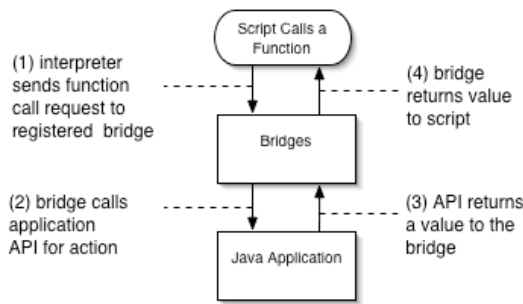 Script Calls a
Function
(1) interpreter
sends function
call request to
registered bridge
(4) bridge
returns value
to script
Bridges
(2) bridge calls
application
API for action
(3) API returns
a value to the
bridge
Java Application